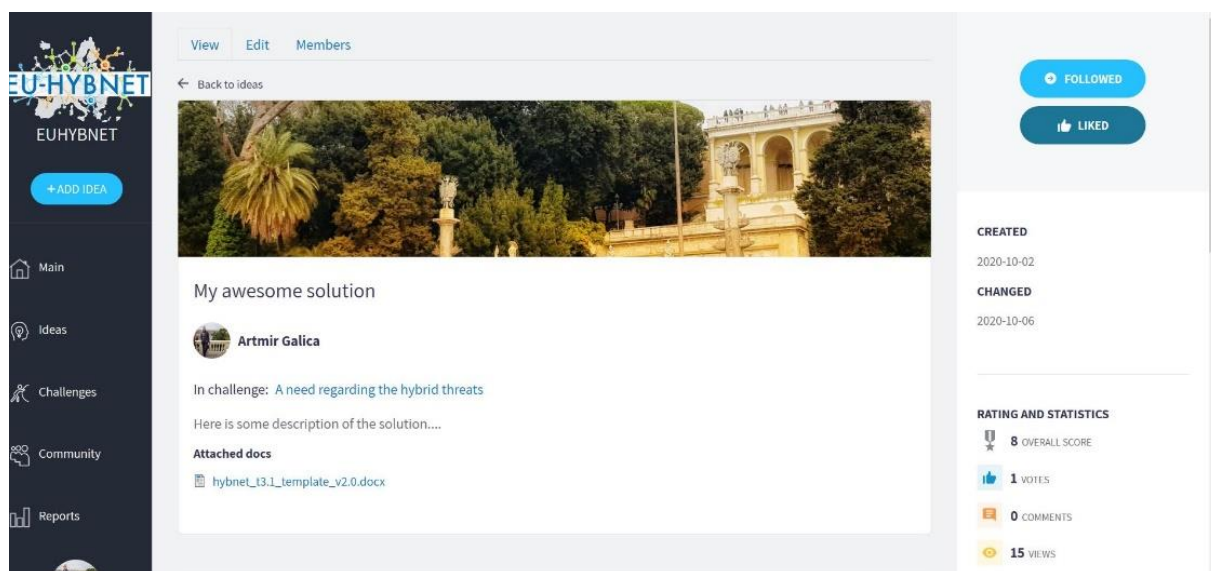 EU-HYBNET
EUHYBNET
+ ADD IDEA
Main
Ideas
Challenges
Community
Reports
View Edit Members
← Back to ideas
My awesome solution
Artmir Galica
In challenge: A need regarding the hybrid threats
Here is some description of the solution....
Attached docs
hybnet_t3.1_template_v2.0.docx
FOLLOWED
LIKED
CREATED
2020-10-02
CHANGED
2020-10-06
RATING AND STATISTICS
8 OVERALL SCORE
1 VOTES
0 COMMENTS
15 VIEWS